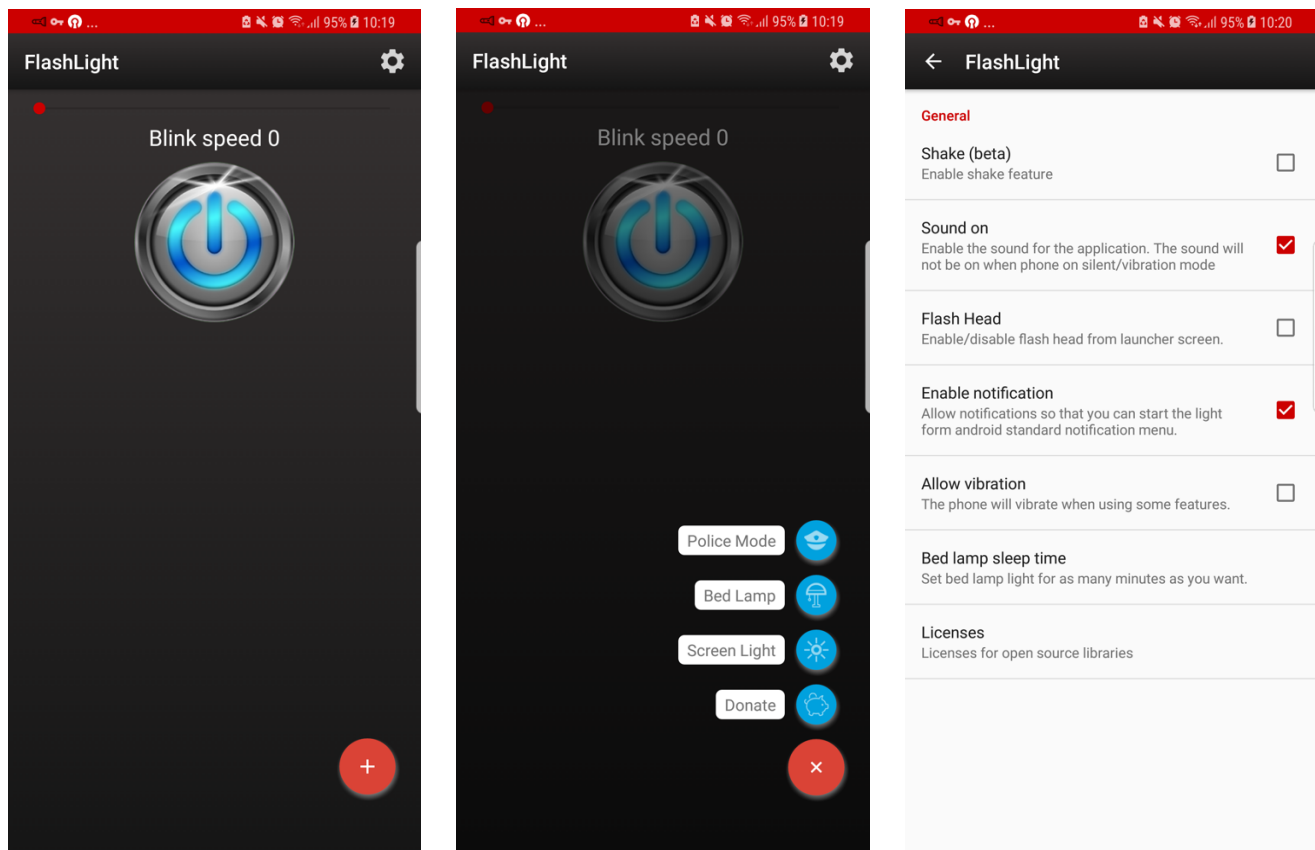 ... 95% 10:19
FlashLight
Blink speed 0
... 95% 10:19
FlashLight
Blink speed 0
Police Mode
Bed Lamp
Screen Light
Donate
... 95% 10:20
FlashLight
General
Shake (beta)
Enable shake feature
Sound on
Enable the sound for the application. The sound will
not be on when phone on silent/vibration mode
Flash Head
Enable/disable flash head from launcher screen.
Enable notification
Allow notifications so that you can start the light
form android standard notification menu.
Allow vibration
The phone will vibrate when using some features.
Bed lamp sleep time
Set bed lamp light for as many minutes as you want.
Licenses
Licenses for open source libraries